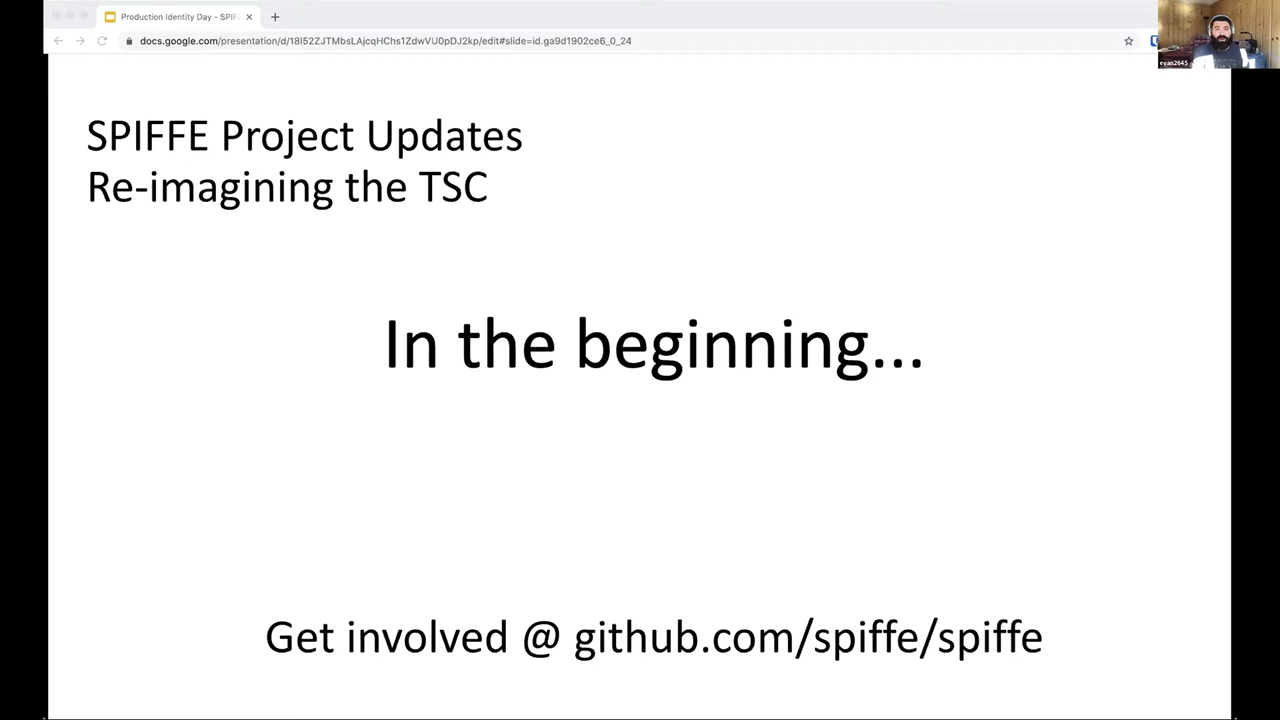 Production Identity Day - SPIF
docs.google.com/presentation/d/18I52ZJTMbsLAjcqHChs1ZdwVU0pDJ2kp/edit#slide=id.ga9d1902ce6_0_24
evan2645
SPIFFE Project Updates
Re-imagining the TSC
In the beginning...
Get involved @ github.com/spiffe/spiffe